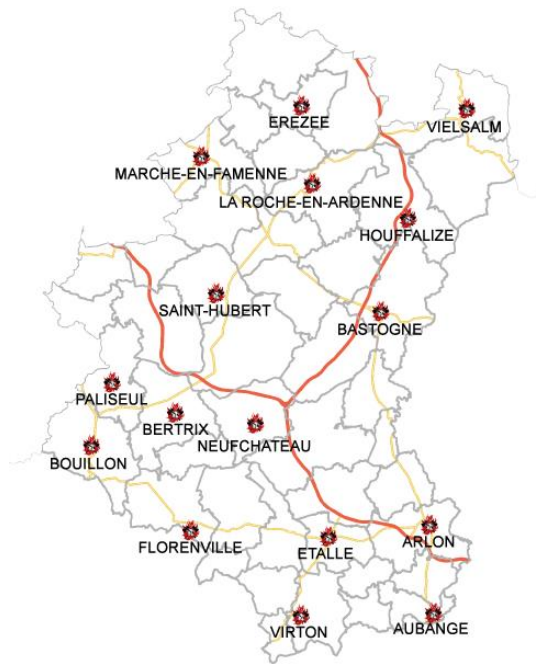 EREZEE
VIELSALM
MARCHE-EN-FAMENNE
LA ROCHE-EN-ARDENNE
HOUFFALIZE
SAINT-HUBERT
BASTOGNE
PALISEUL
BERTRIX
NEUFCHATEAU
BOUILLON
FLORENVILLE
ETALLE
ARLON
VIRTON
AUBANGE